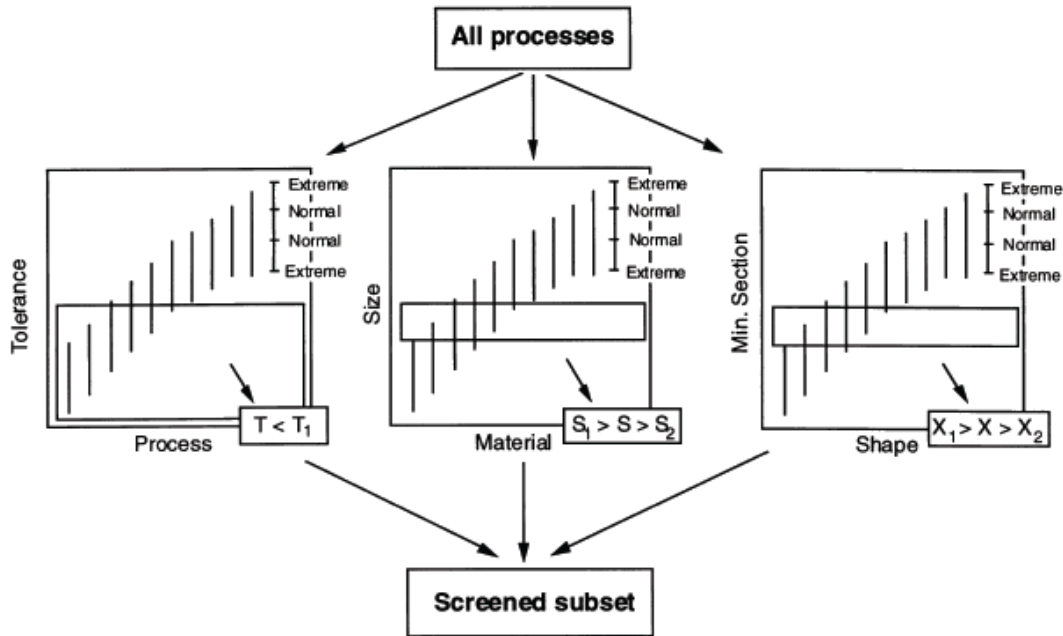 All processes
Tolerance
Extreme
Normal
Normal
Extreme
T < T1
Process
Size
Extreme
Normal
Normal
Extreme
S1 > S > S2
Material
Min. Section
Extreme
Normal
Normal
Extreme
X1 > X > X2
Shape
Screened subset